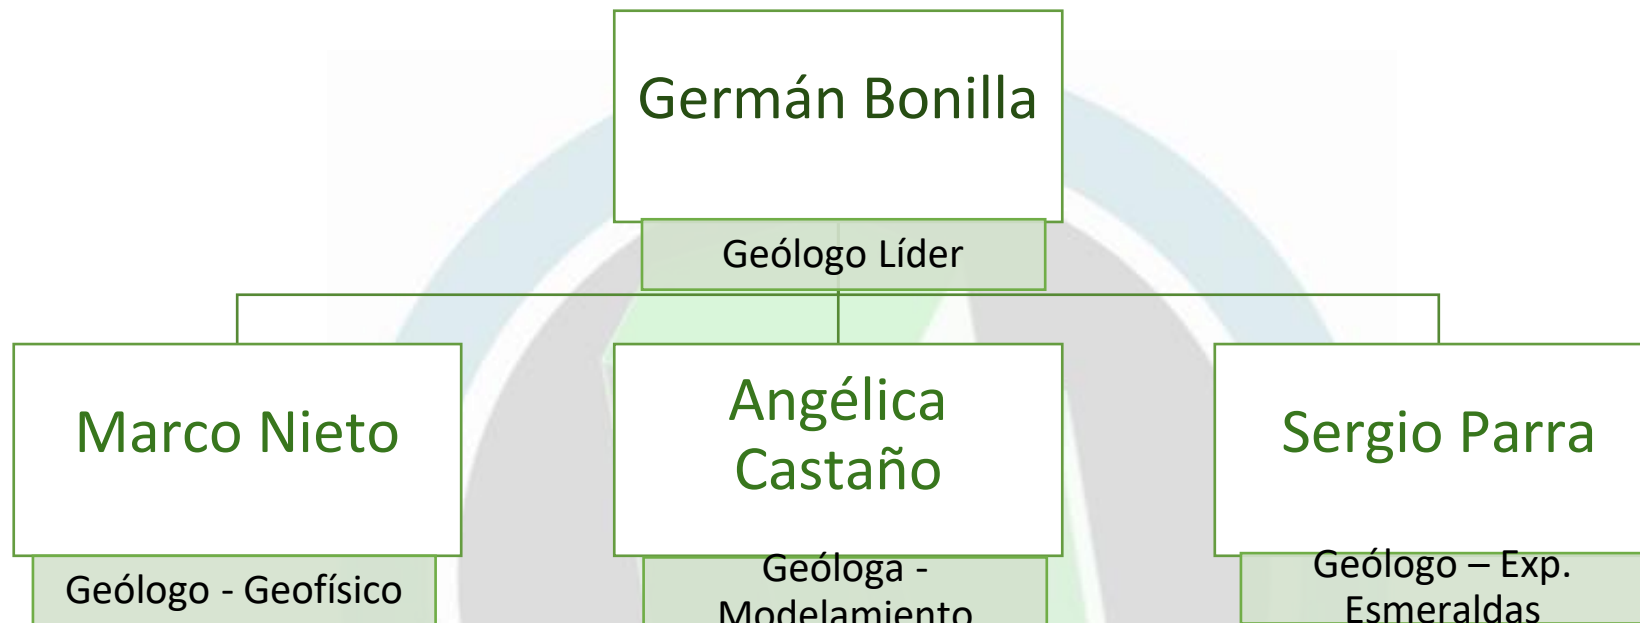 Germán Bonilla
Geólogo Líder
Marco Nieto
Geólogo - Geofísico
Angélica
Castaño
Geóloga -
Modelamiento
Sergio Parra
Geólogo – Exp.
Esmeraldas